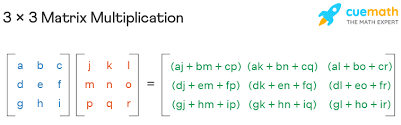 3 × 3 Matrix Multiplication
cuemath
THE MATH EXPERT
a b c j k l (aj + bm + cp) (ak + bn + cq) (al + bo + cr)
d e f m n o = (dj + em + fp) (dk + en + fq) (dl + eo + fr)
g h i p q r (gj + hm + ip) (gk + hn + iq) (gl + ho + ir)